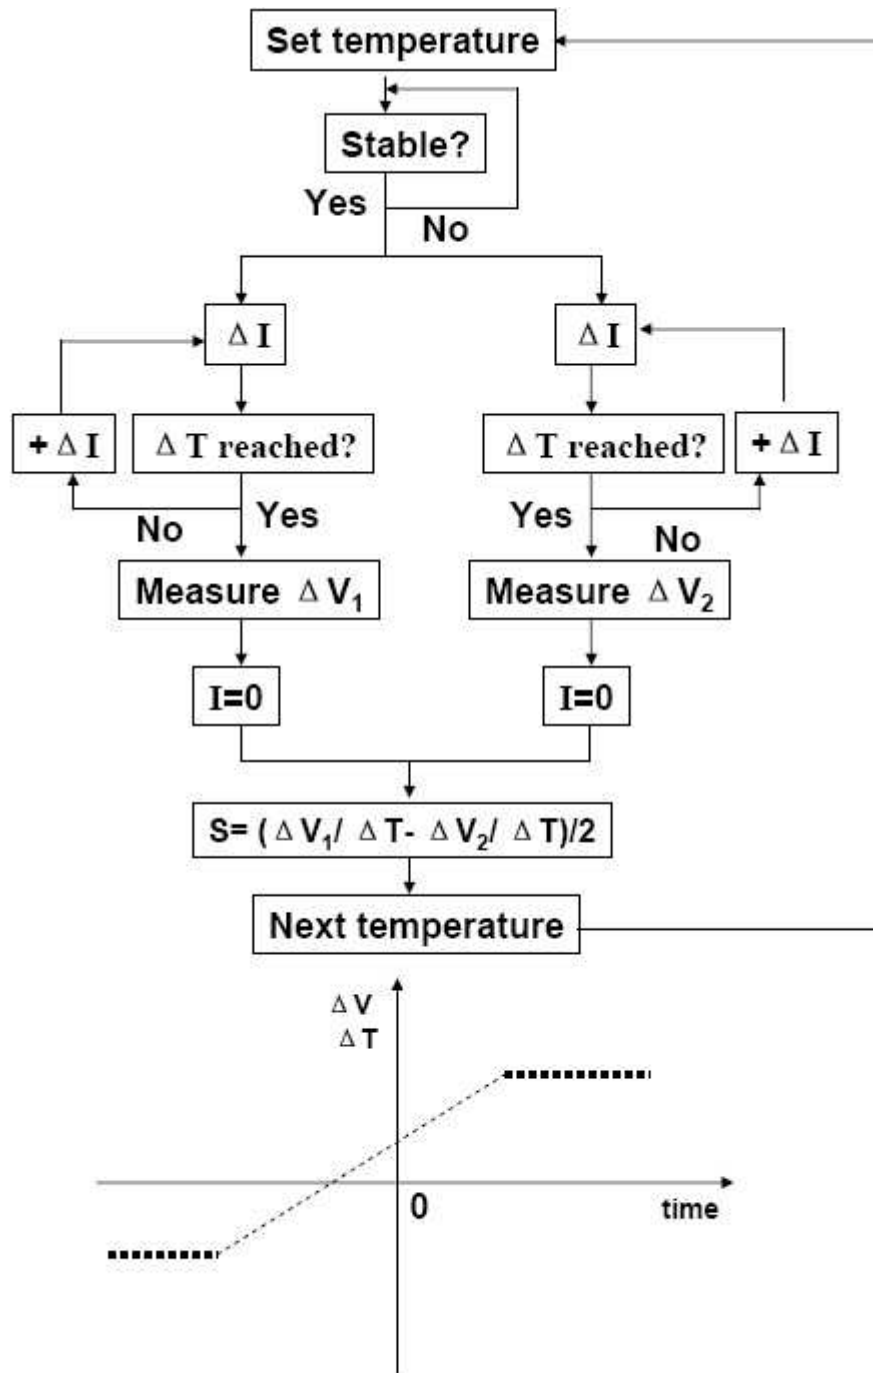 Set temperature
Stable?
Yes
No
Δ I
Δ I
+ Δ I
Δ T reached?
Δ T reached?
+ Δ I
No
Yes
Yes
No
Measure Δ V₁
Measure Δ V₂
I=0
I=0
S= ( Δ V₁/ Δ T- Δ V₂/ Δ T)/2
Next temperature
Δ V
Δ T
0
time